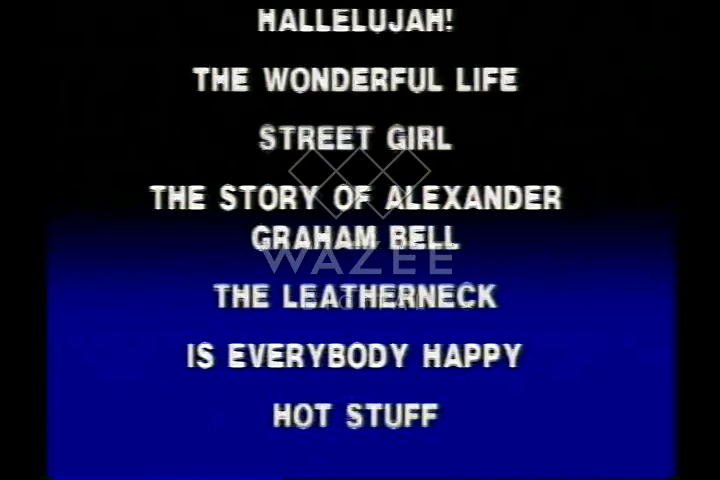 HALLELUJAH!
THE WONDERFUL LIFE
STREET GIRL
THE STORY OF ALEXANDER
GRAHAM BELL
WAZEE
DIGITAL
THE LEATHERNECK
IS EVERYBODY HAPPY
HOT STUFF